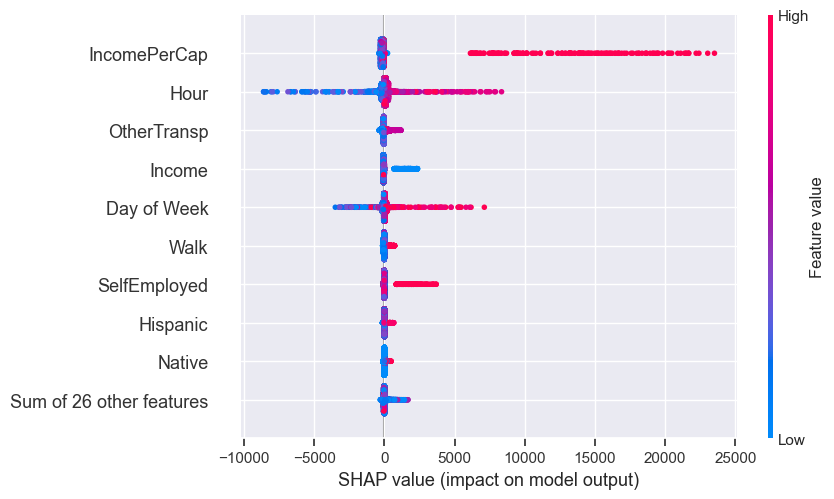 High
IncomePerCap
Hour
OtherTransp
Income
Day of Week
Walk
SelfEmployed
Hispanic
Native
Sum of 26 other features
Feature value
Low
−10000 −5000 0 5000 10000 15000 20000 25000
SHAP value (impact on model output)